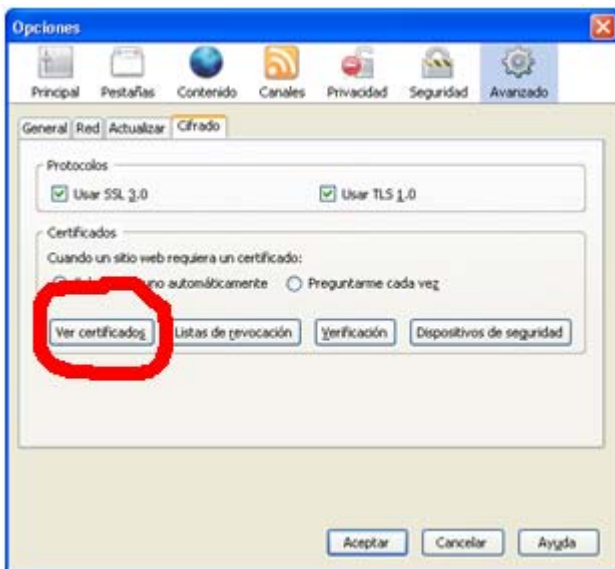 Opciones
Principal Pestañas Contenido Canales Privacidad Seguridad Avanzado
General Red Actualizar Cifrado
Protocolos
Usar SSL 3.0 Usar TLS 1.0
Certificados
Cuando un sitio web requiera un certificado:
uno automáticamente Preguntarme cada vez
Ver certificados Listas de revocación Verificación Dispositivos de seguridad
Aceptar Cancelar Ayuda